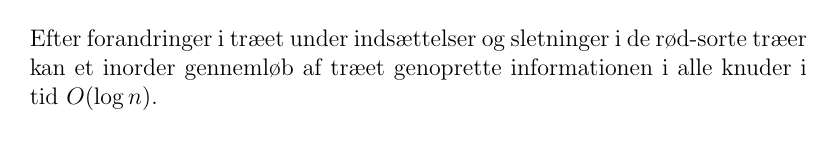 Efter forandringer i træet under indsættelser og sletninger i de rød-sorte træer
kan et inorder gennemløb af træet genoprette informationen i alle knuder i
tid O(log n).